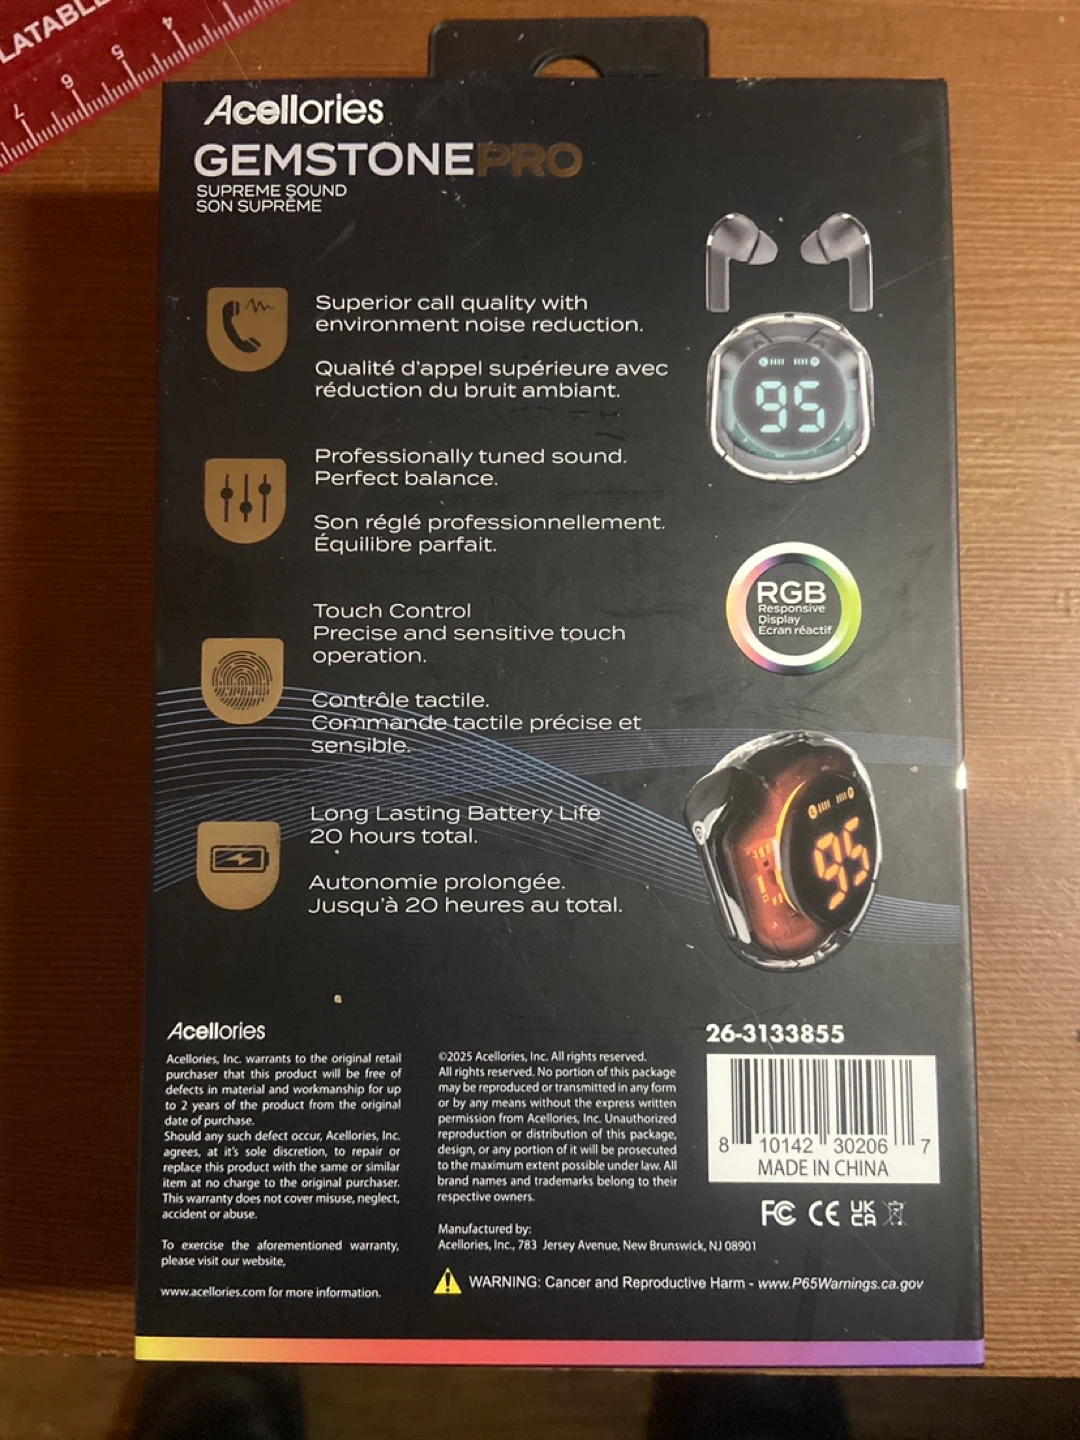 LATABLE
4
5
6
7
Acellories
GEMSTONEPRO
SUPREME SOUND
SON SUPRÊME
Superior call quality with
environment noise reduction.
Qualité d'appel supérieure avec
réduction du bruit ambiant.
95
Professionally tuned sound.
Perfect balance.
Son réglé professionnellement.
Équilibre parfait.
RGB
Responsive
Display
Écran réactif
Touch Control
Precise and sensitive touch
operation.
Contrôle tactile.
Commande tactile précise et
sensible.
Long Lasting Battery Life
20 hours total.
Autonomie prolongée.
Jusqu'à 20 heures au total.
95
Acellories
Acellories, Inc. warrants to the original retail
purchaser that this product will be free of
defects in material and workmanship for up
to 2 years of the product from the original
date of purchase.
Should any such defect occur, Acellories, Inc.
agrees, at it's sole discretion, to repair or
replace this product with the same or similar
item at no charge to the original purchaser.
This warranty does not cover misuse, neglect,
accident or abuse.
To exercise the aforementioned warranty,
please visit our website,
www.acellories.com for more information.
©2025 Acellories, Inc. All rights reserved.
All rights reserved. No portion of this package
may be reproduced or transmitted in any form
or by any means without the express written
permission from Acellories, Inc. Unauthorized
reproduction or distribution of this package,
design, or any portion of it will be prosecuted
to the maximum extent possible under law. All
brand names and trademarks belong to their
respective owners.
Manufactured by:
Acellories, Inc., 783 Jersey Avenue, New Brunswick, NJ 08901
26-3133855
8 10142 30206 7
MADE IN CHINA
FC CE UK
CA
WARNING: Cancer and Reproductive Harm - www.P65Warnings.ca.gov